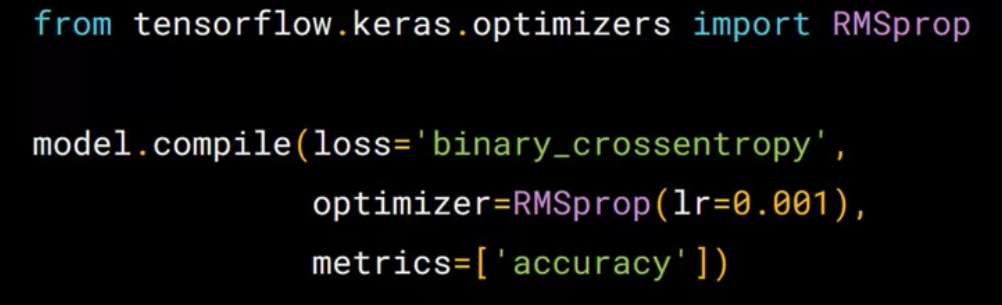 from tensorflow.keras.optimizers import RMSprop
model.compile(loss='binary_crossentropy',
optimizer=RMSprop(lr=0.001),
metrics=['accuracy'])